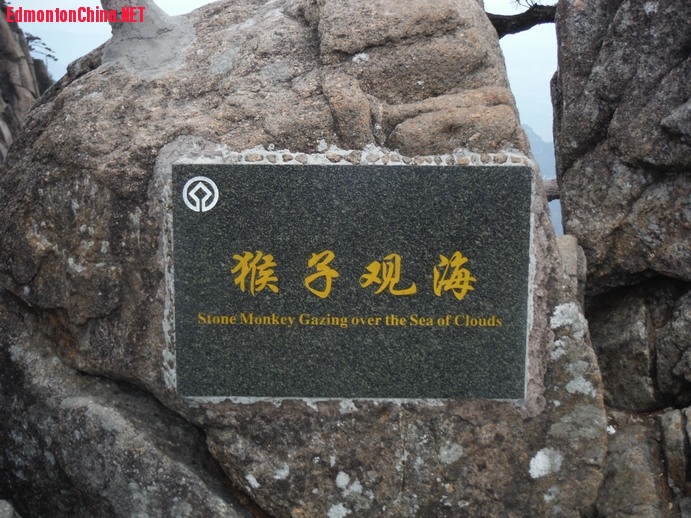 EdmontonChina.NET
猴子观海
Stone Monkey Gazing over the Sea of Clouds